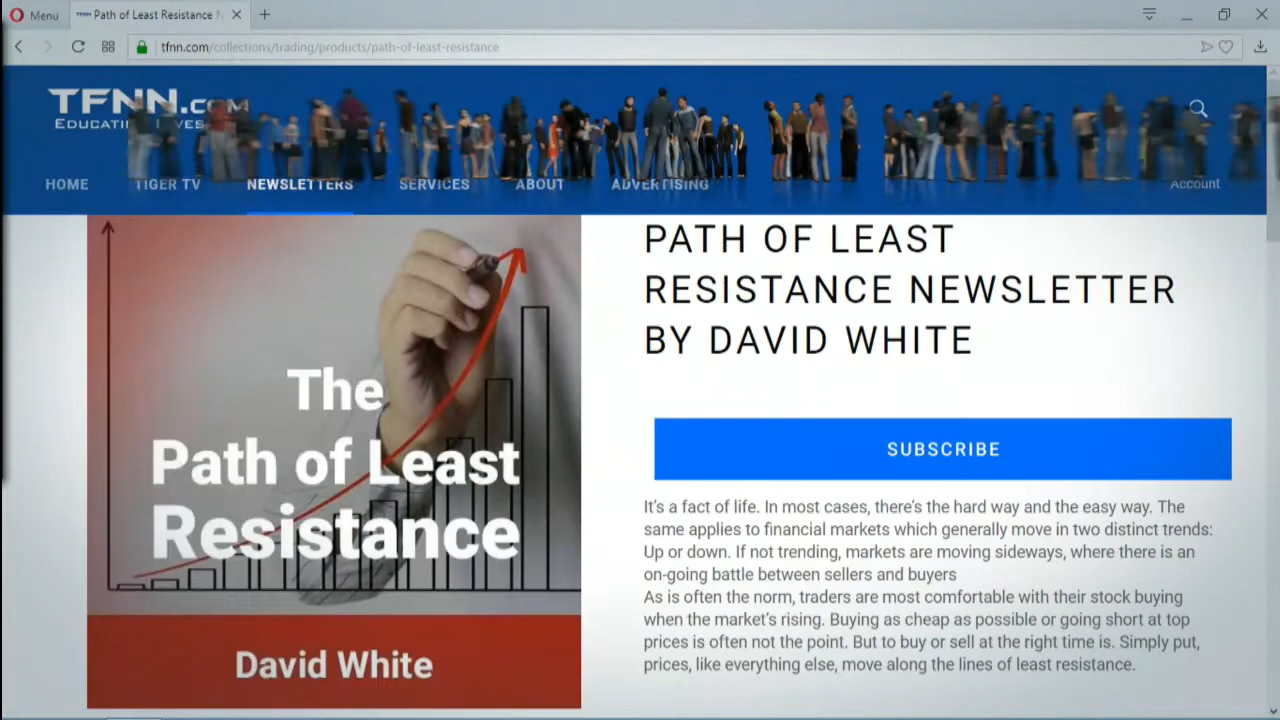 Menu
Path of Least Resistance
tfnn.com/collections/trading/products/path-of-least-resistance
TFNN.COM
HOME
TIGER TV
NEWSLETTERS
SERVICES
ABOUT
ADVERTISING
Account
PATH OF LEAST
RESISTANCE NEWSLETTER
BY DAVID WHITE
The
Path of Least
Resistance
David White
SUBSCRIBE
It's a fact of life. In most cases, there's the hard way and the easy way. The
same applies to financial markets which generally move in two distinct trends:
Up or down. If not trending, markets are moving sideways, where there is an
on-going battle between sellers and buyers
As is often the norm, traders are most comfortable with their stock buying
when the market's rising. Buying as cheap as possible or going short at top
prices is often not the point. But to buy or sell at the right time is. Simply put,
prices, like everything else, move along the lines of least resistance.